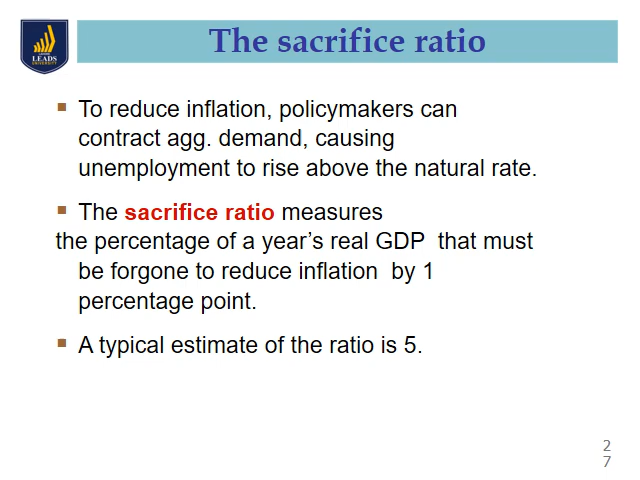 LEADS
UNIVERSITY
The sacrifice ratio
▪ To reduce inflation, policymakers can
contract agg. demand, causing
unemployment to rise above the natural rate.
▪ The sacrifice ratio measures
the percentage of a year’s real GDP that must
be forgone to reduce inflation by 1
percentage point.
▪ A typical estimate of the ratio is 5.
2
7